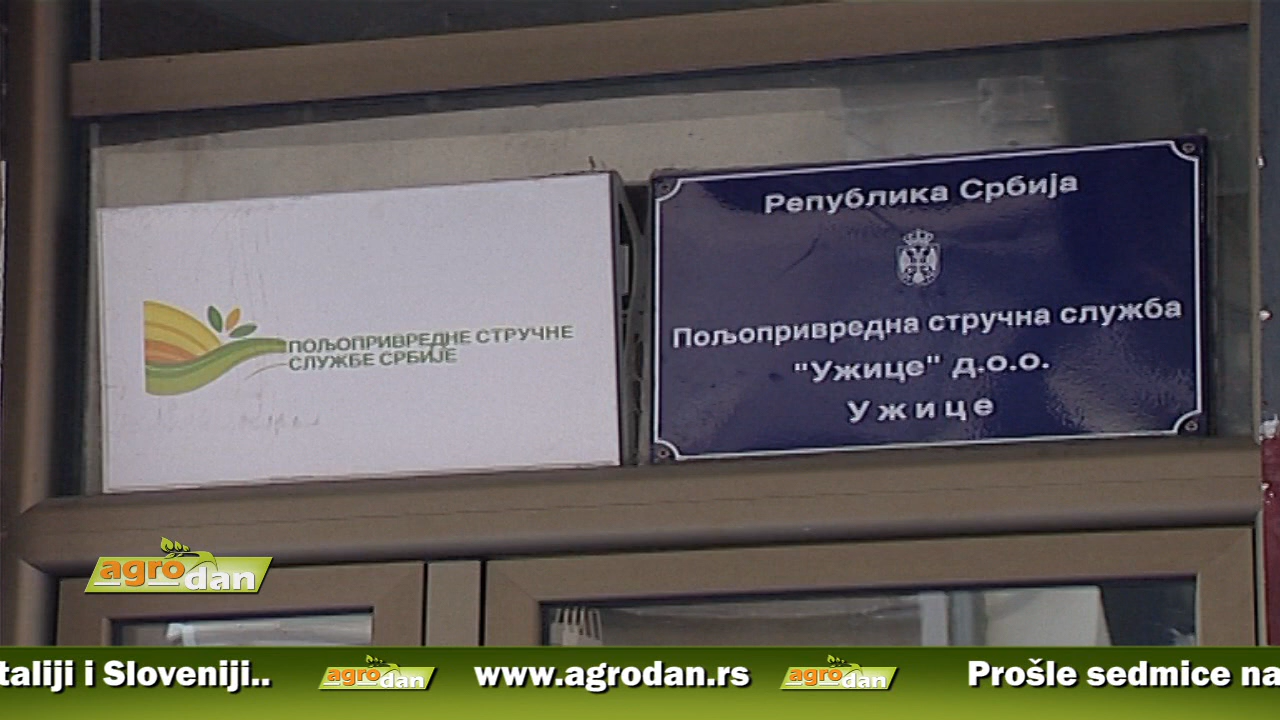 ПОЉОПРИВРЕДНЕ СТРУЧНЕ
СЛУЖБЕ СРБИЈЕ
Република Србија
Пољопривредна стручна служба
"Ужице" д.о.о.
Ужице
agro
dan
taliji i Sloveniji..
agro
dan
www.agrodan.rs
agro
dan
Prošle sedmice na